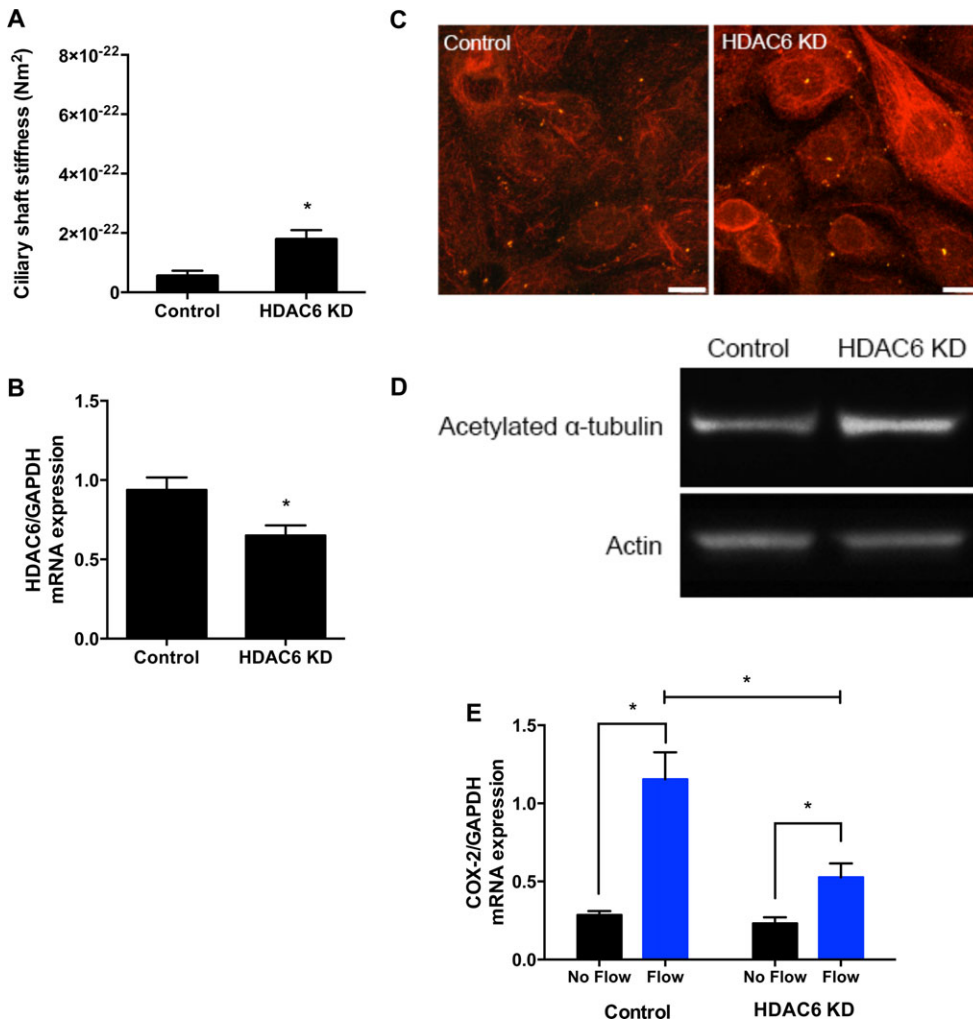 A
Ciliary shaft stiffness (Nm²)
8×10⁻²²
6×10⁻²²
4×10⁻²²
2×10⁻²²
0
*
Control
HDAC6 KD
B
HDAC6/GAPDH
mRNA expression
1.5
1.0
0.5
0.0
*
Control
HDAC6 KD
C
Control
HDAC6 KD
D
Control
HDAC6 KD
Acetylated α-tubulin
Actin
E
COX-2/GAPDH
mRNA expression
1.5
1.0
0.5
0.0
*
*
*
No Flow
Flow
No Flow
Flow
Control
HDAC6 KD